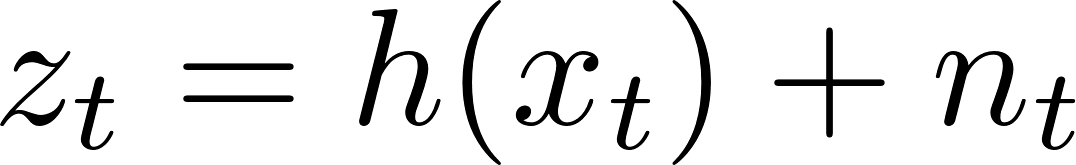 z_t = h(x_t) + n_t